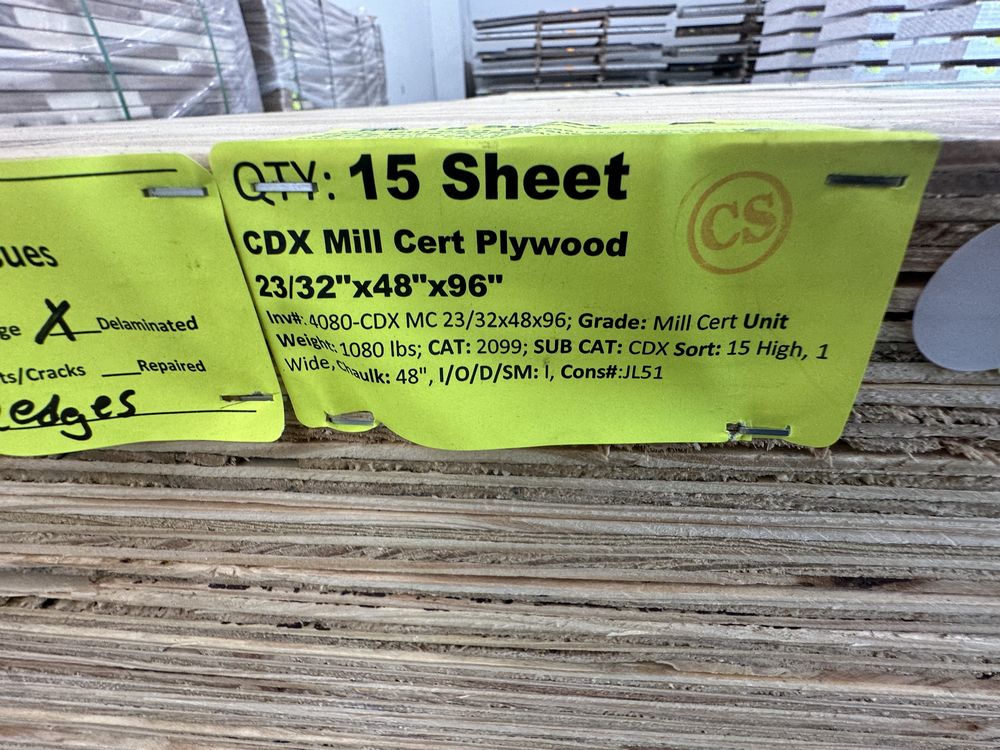 QTY: 15 Sheet
CS
CDX Mill Cert Plywood
23/32"x48"x96"
Inv#: 4080-CDX MC 23/32x48x96; Grade: Mill Cert Unit
Weight: 1080 lbs; CAT: 2099; SUB CAT: CDX Sort: 15 High, 1
Wide, Chaulk: 48", I/O/D/SM: I, Cons#:JL51
sues
ge X Delaminated
ts/Cracks ___Repaired
edges